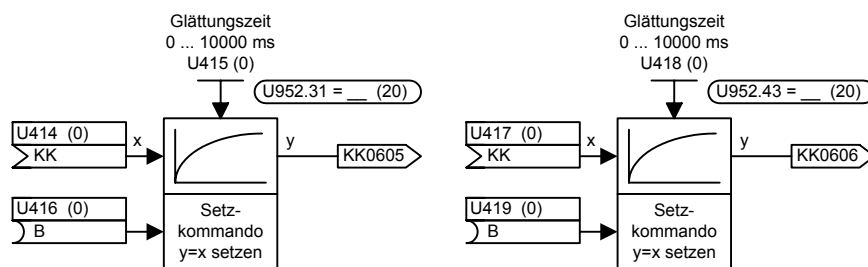 Glättungszeit
0 ... 10000 ms
U415 (0)
U952.31 = __ (20)
U414 (0)
KK
x
y
KK0605
U416 (0)
B
Setz-
kommando
y=x setzen
Glättungszeit
0 ... 10000 ms
U418 (0)
U952.43 = __ (20)
U417 (0)
KK
x
y
KK0606
U419 (0)
B
Setz-
kommando
y=x setzen